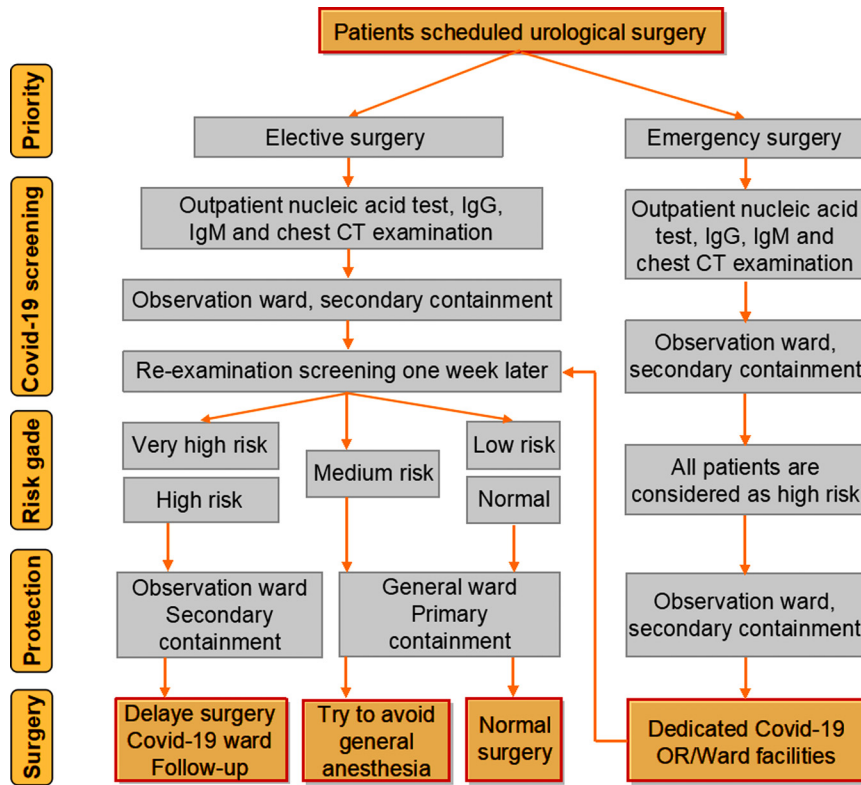 Patients scheduled urological surgery
Priority
Elective surgery
Emergency surgery
Covid-19 screening
Outpatient nucleic acid test, IgG,
IgM and chest CT examination
Outpatient nucleic acid
test, IgG, IgM and
chest CT examination
Observation ward, secondary containment
Observation ward,
secondary containment
Re-examination screening one week later
Risk gade
Very high risk
High risk
Medium risk
Low risk
Normal
All patients are
considered as high risk
Protection
Observation ward
Secondary
containment
General ward
Primary
containment
Observation ward,
secondary containment
Surgery
Delaye surgery
Covid-19 ward
Follow-up
Try to avoid
general
anesthesia
Normal
surgery
Dedicated Covid-19
OR/Ward facilities